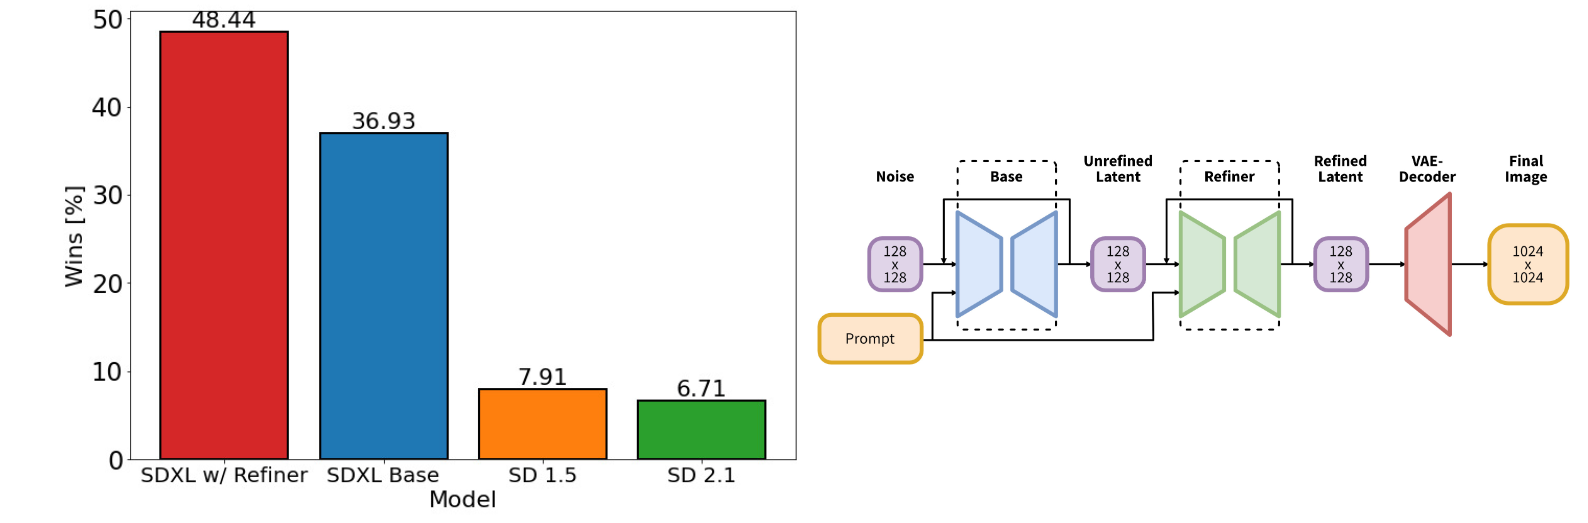 50
40
30
20
10
0
Wins [%]
48.44
36.93
7.91
6.71
SDXL w/ Refiner
SDXL Base
SD 1.5
SD 2.1
Model
Noise
Base
Unrefined
Latent
Refiner
Refined
Latent
VAE-
Decoder
Final
Image
128
x
128
128
x
128
128
x
128
1024
x
1024
Prompt